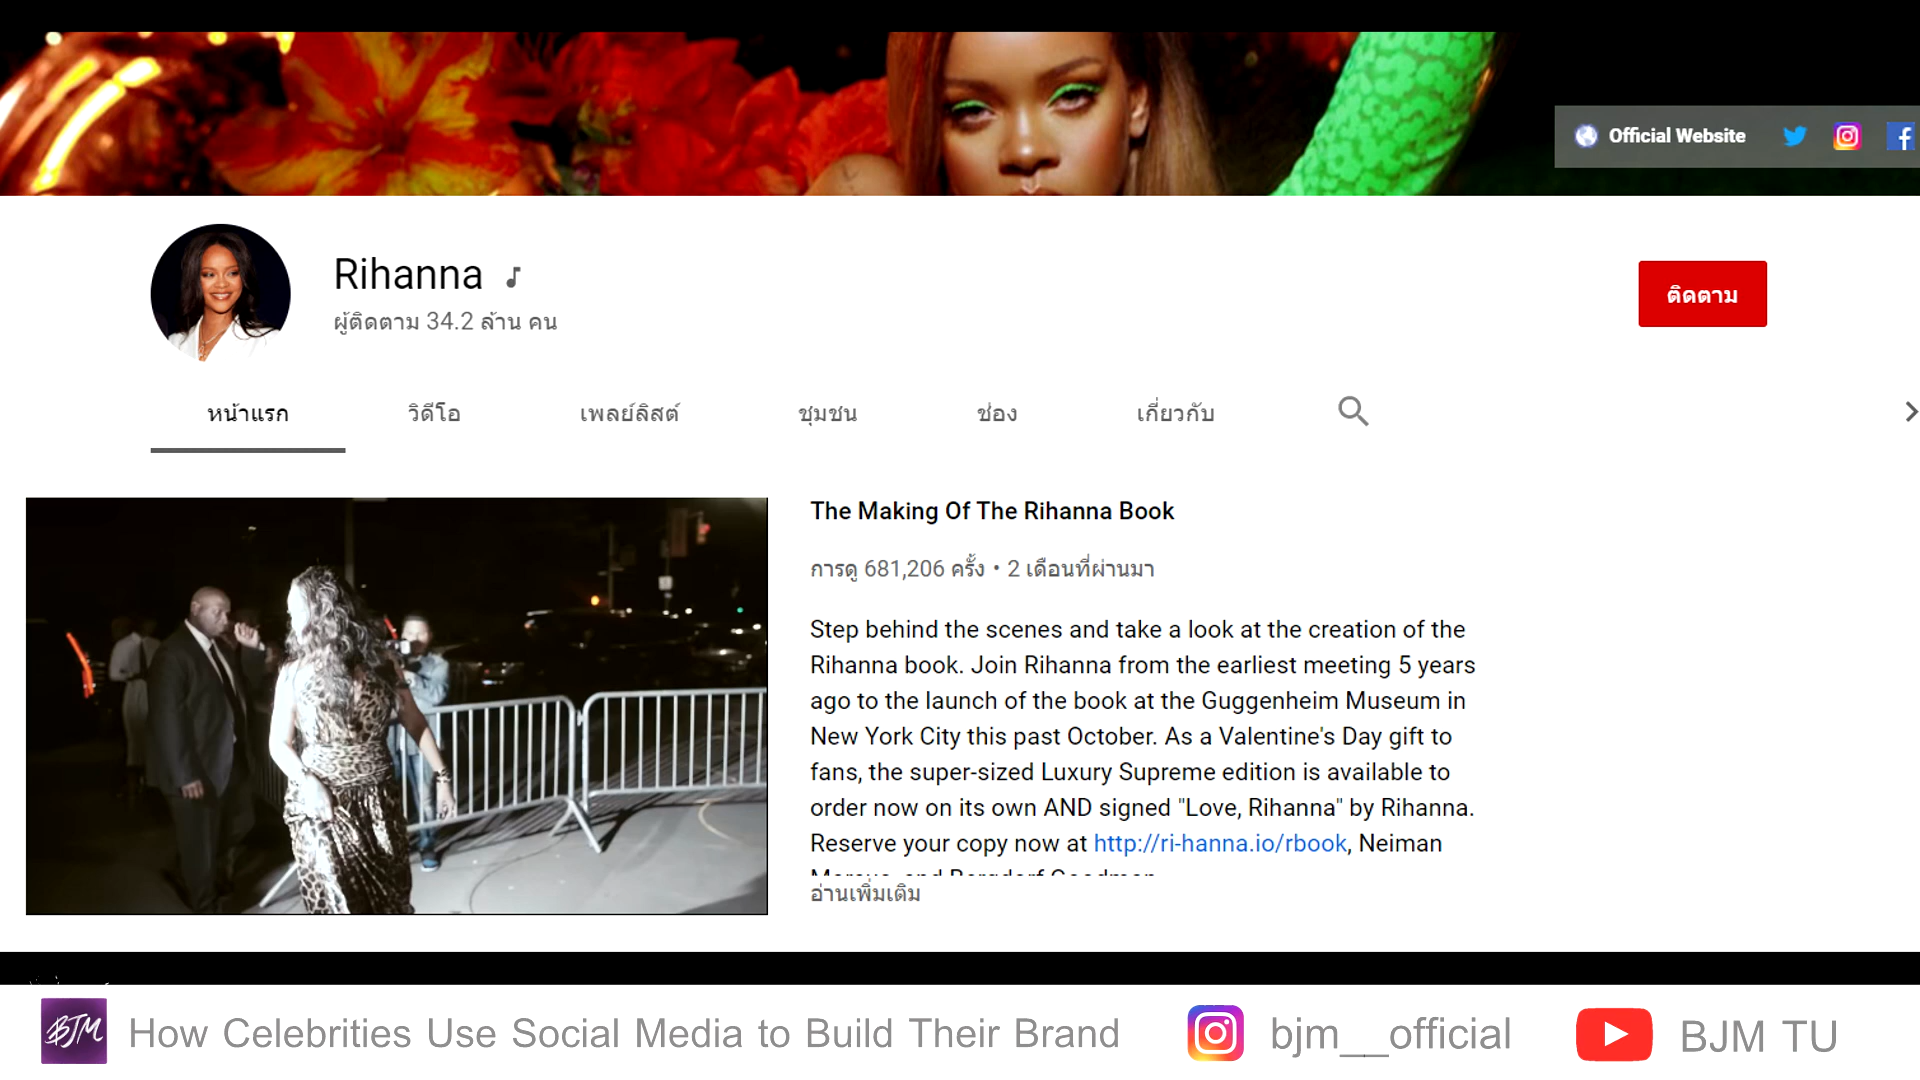 Official Website
Rihanna
ผู้ติดตาม 34.2 ล้าน คน
ติดตาม
หน้าแรก วิดีโอ เพลย์ลิสต์ ชุมชน ช่อง เกี่ยวกับ
The Making Of The Rihanna Book
การดู 681,206 ครั้ง • 2 เดือนที่ผ่านมา
Step behind the scenes and take a look at the creation of the
Rihanna book. Join Rihanna from the earliest meeting 5 years
ago to the launch of the book at the Guggenheim Museum in
New York City this past October. As a Valentine's Day gift to
fans, the super-sized Luxury Supreme edition is available to
order now on its own AND signed "Love, Rihanna" by Rihanna.
Reserve your copy now at http://ri-hanna.io/rbook, Neiman
Marcus, and Bergdorf Goodman.
อ่านเพิ่มเติม
BJM How Celebrities Use Social Media to Build Their Brand bjm__official BJM TU